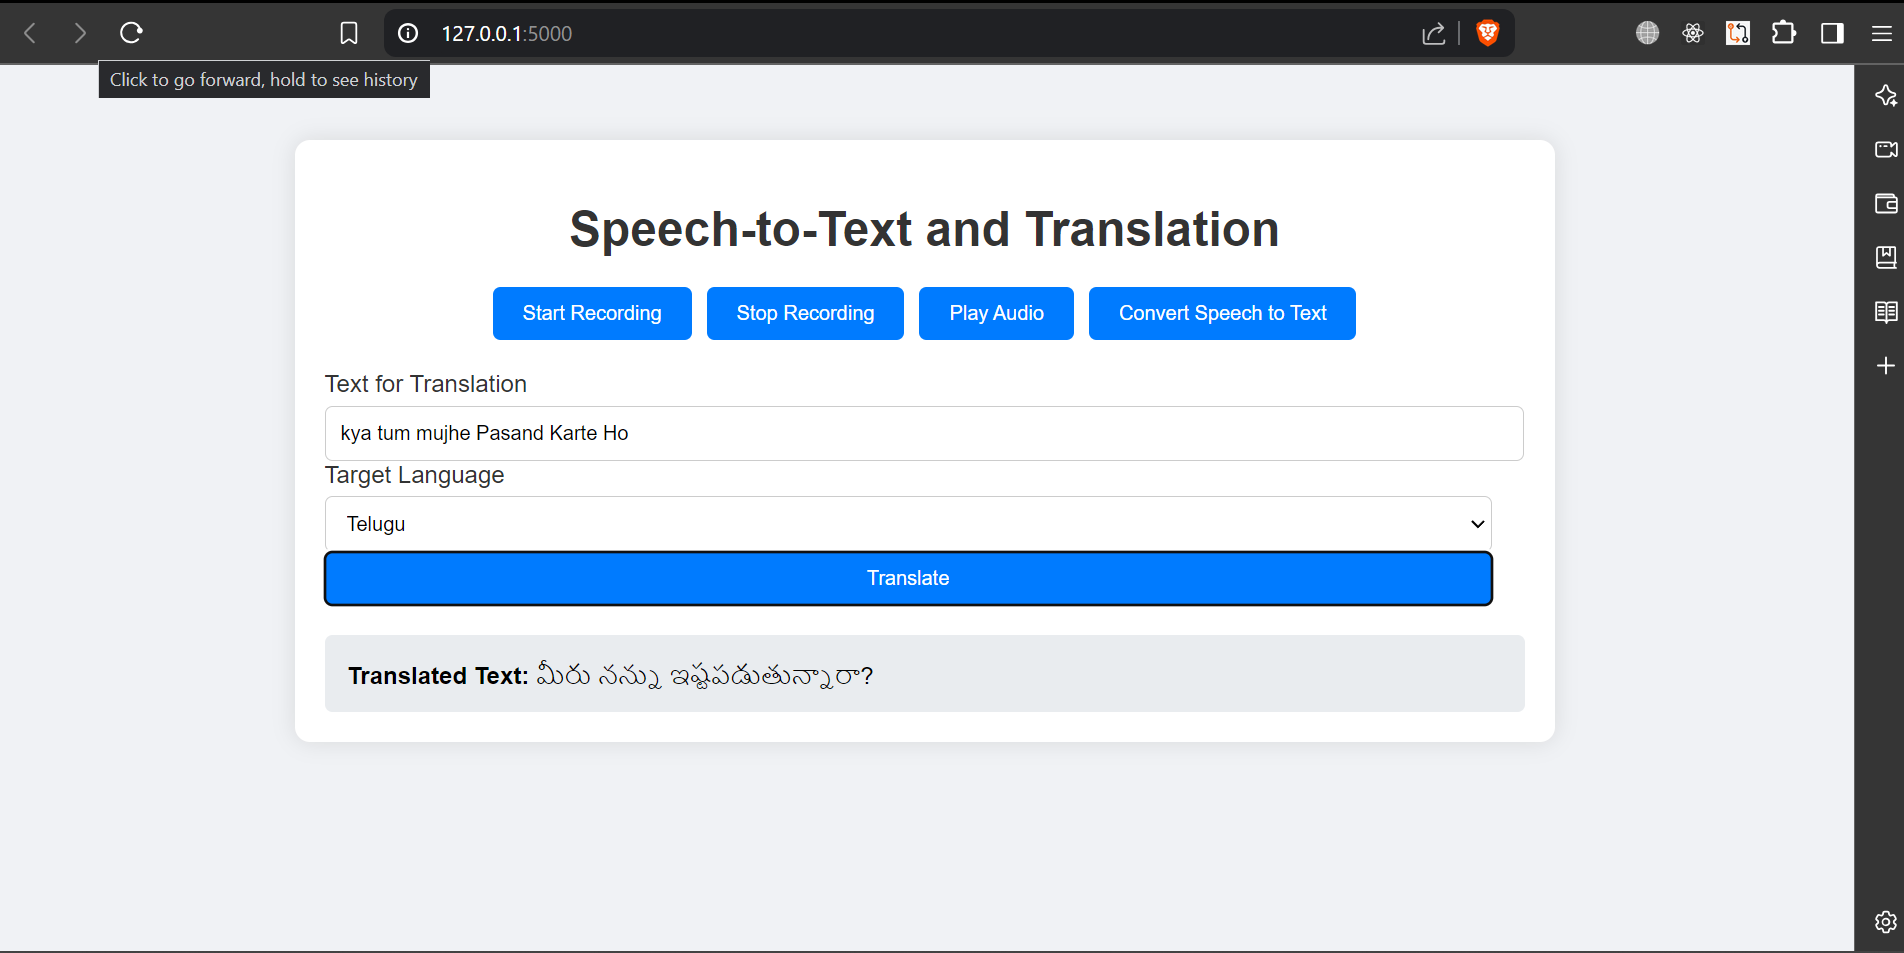 127.0.0.1:5000
Click to go forward, hold to see history
Speech-to-Text and Translation
Start Recording Stop Recording Play Audio Convert Speech to Text
Text for Translation
kya tum mujhe Pasand Karte Ho
Target Language
Telugu
Translate
Translated Text: మీరు నన్ను ఇష్టపడుతున్నారా?